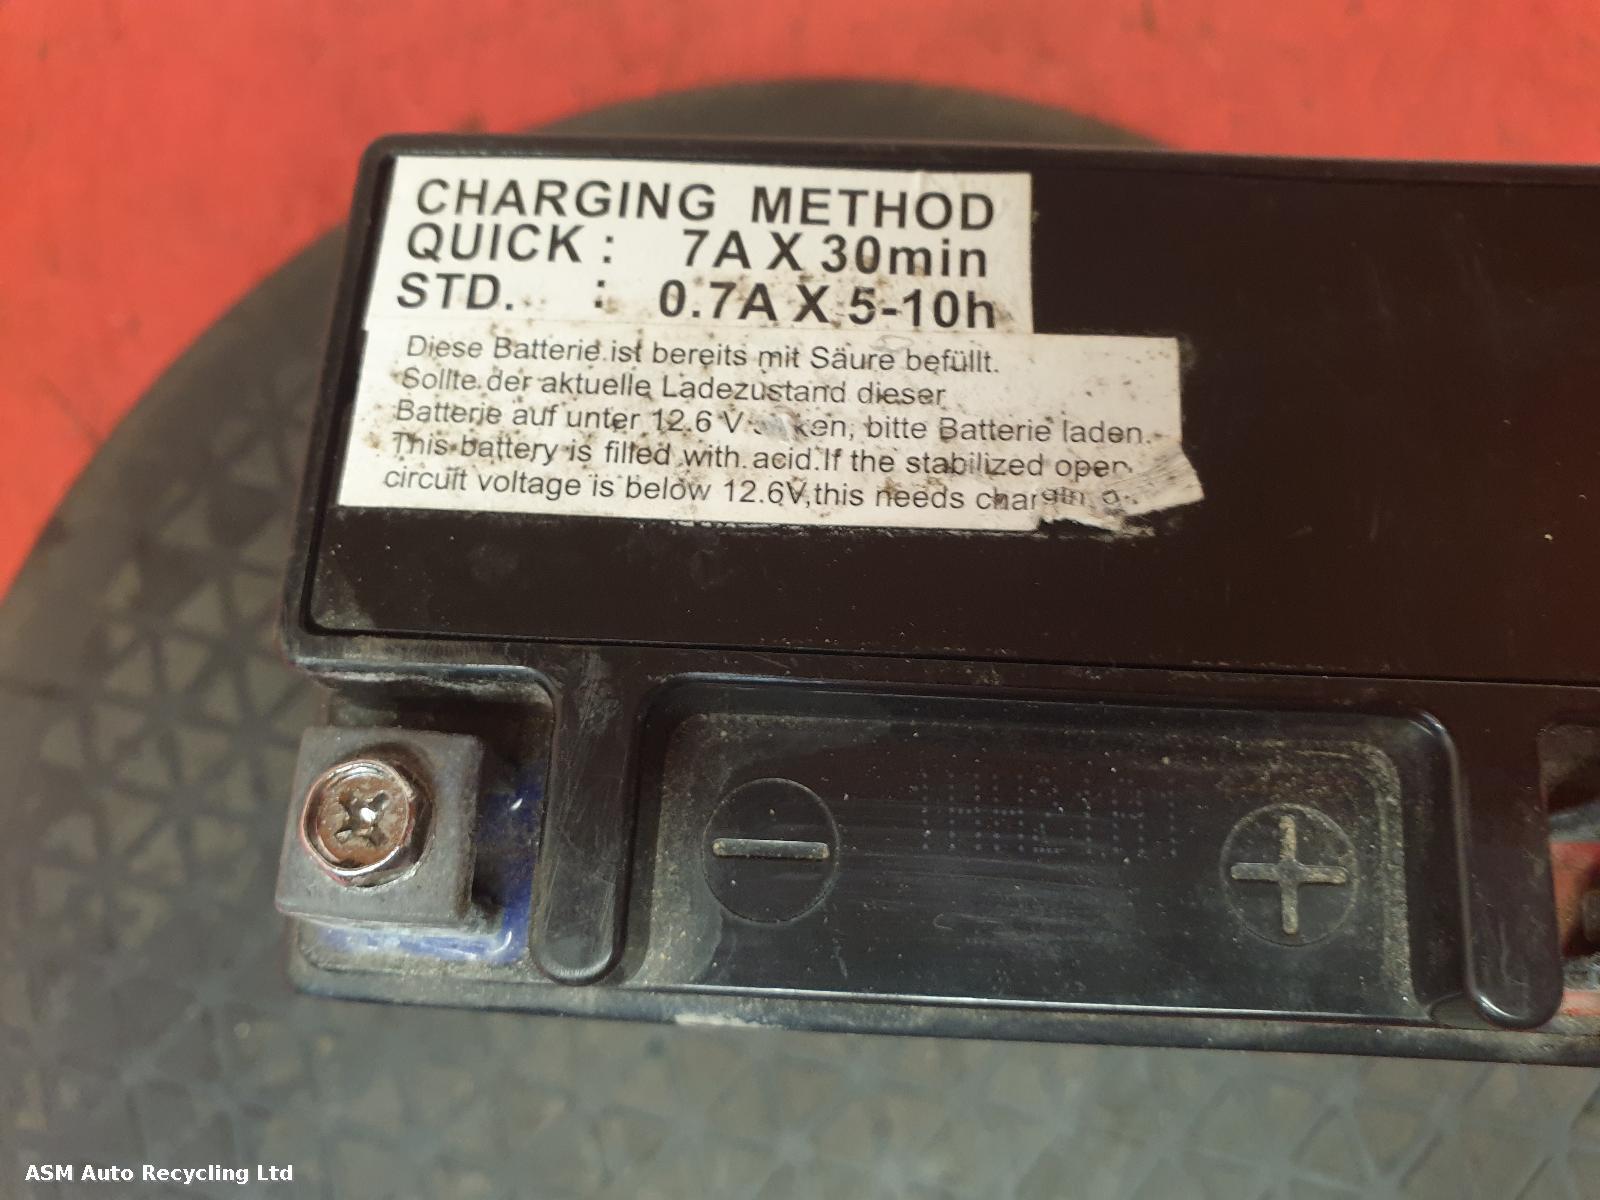 CHARGING METHOD
QUICK : 7A X 30min
STD. : 0.7A X 5-10h
Diese Batterie ist bereits mit Säure befüllt.
Sollte der aktuelle Ladezustand dieser
Batterie auf unter 12.6 V bitte Batterie laden.
This battery is filled with acid.If the stabilized open
circuit voltage is below 12.6V,this needs charging
ASM Auto Recycling Ltd